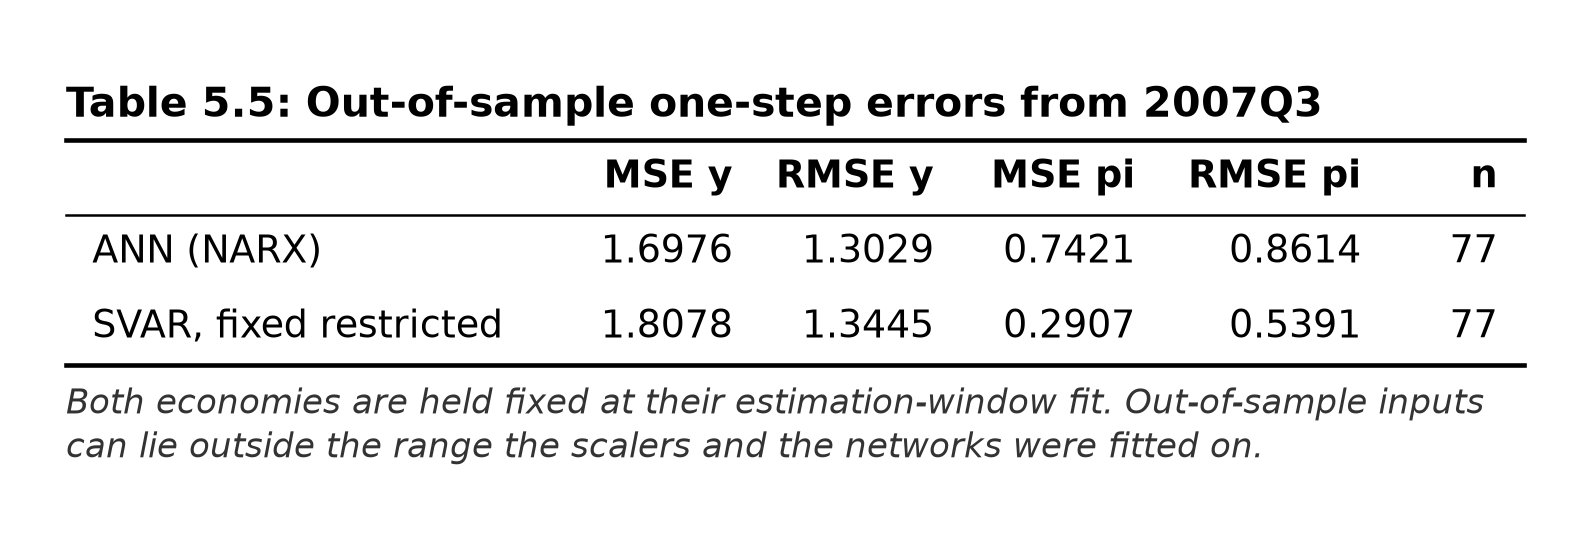 Table 5.5: Out-of-sample one-step errors from 2007Q3
MSE y RMSE y MSE pi RMSE pi n
ANN (NARX) 1.6976 1.3029 0.7421 0.8614 77
SVAR, fixed restricted 1.8078 1.3445 0.2907 0.5391 77
Both economies are held fixed at their estimation-window fit. Out-of-sample inputs
can lie outside the range the scalers and the networks were fitted on.